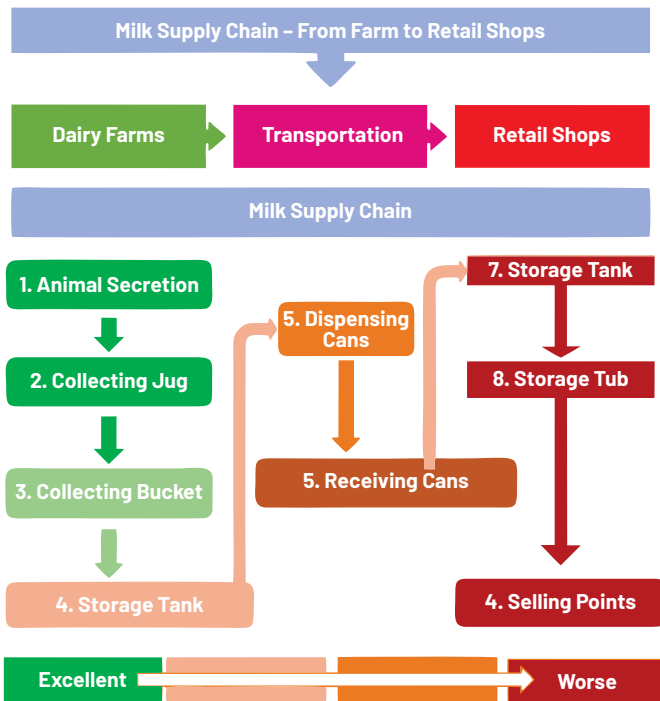 Milk Supply Chain – From Farm to Retail Shops
Dairy Farms
Transportation
Retail Shops
Milk Supply Chain
1. Animal Secretion
2. Collecting Jug
3. Collecting Bucket
4. Storage Tank
5. Dispensing
Cans
5. Receiving Cans
7. Storage Tank
8. Storage Tub
4. Selling Points
Excellent
Worse